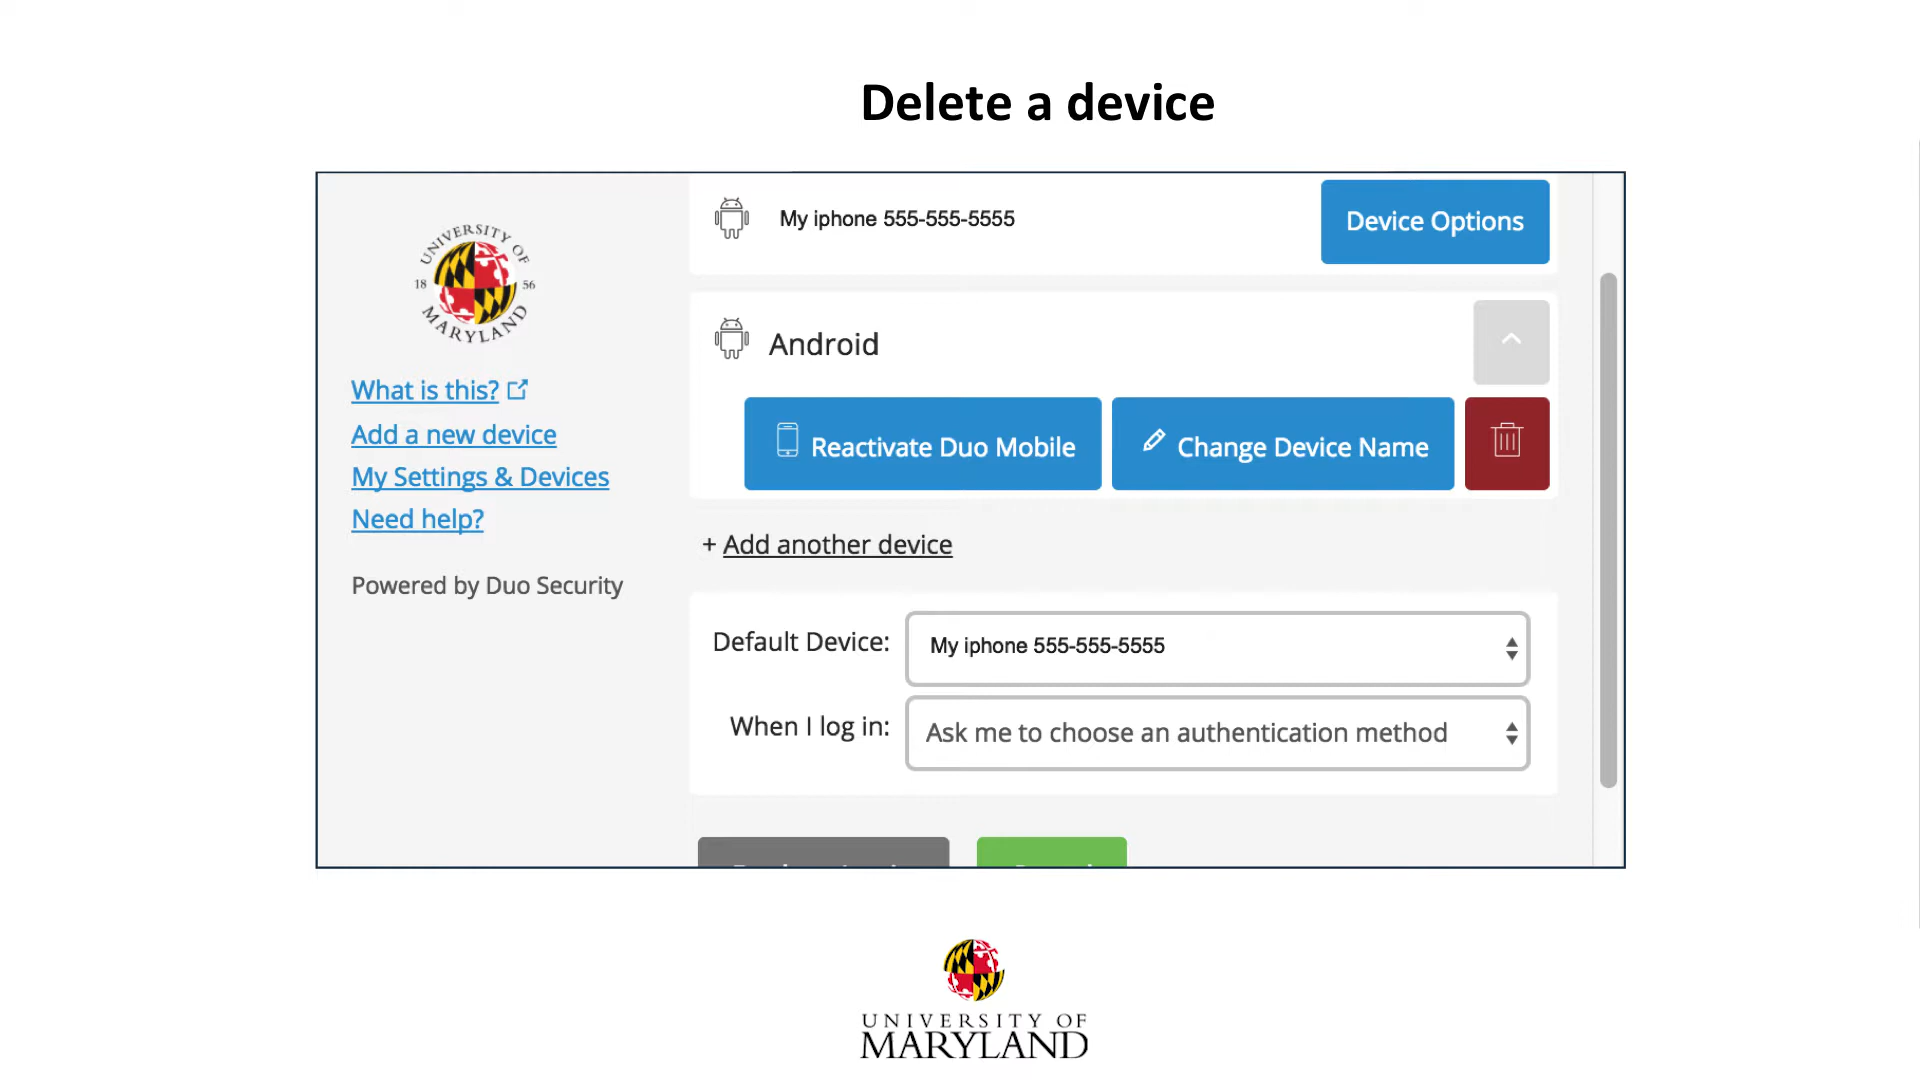 Delete a device
UNIVERSITY OF
18 56
MARYLAND
What is this?
Add a new device
My Settings & Devices
Need help?
Powered by Duo Security
My iphone 555-555-5555
Device Options
Android
Reactivate Duo Mobile
Change Device Name
+ Add another device
Default Device:
My iphone 555-555-5555
When I log in:
Ask me to choose an authentication method
UNIVERSITY OF
MARYLAND